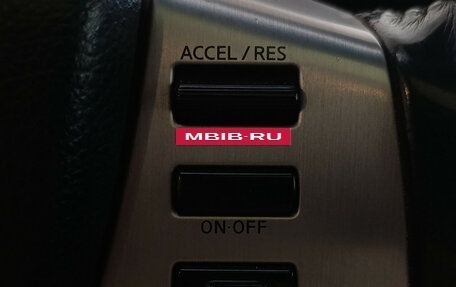 ACCEL / RES
MBIB-RU
ON·OFF